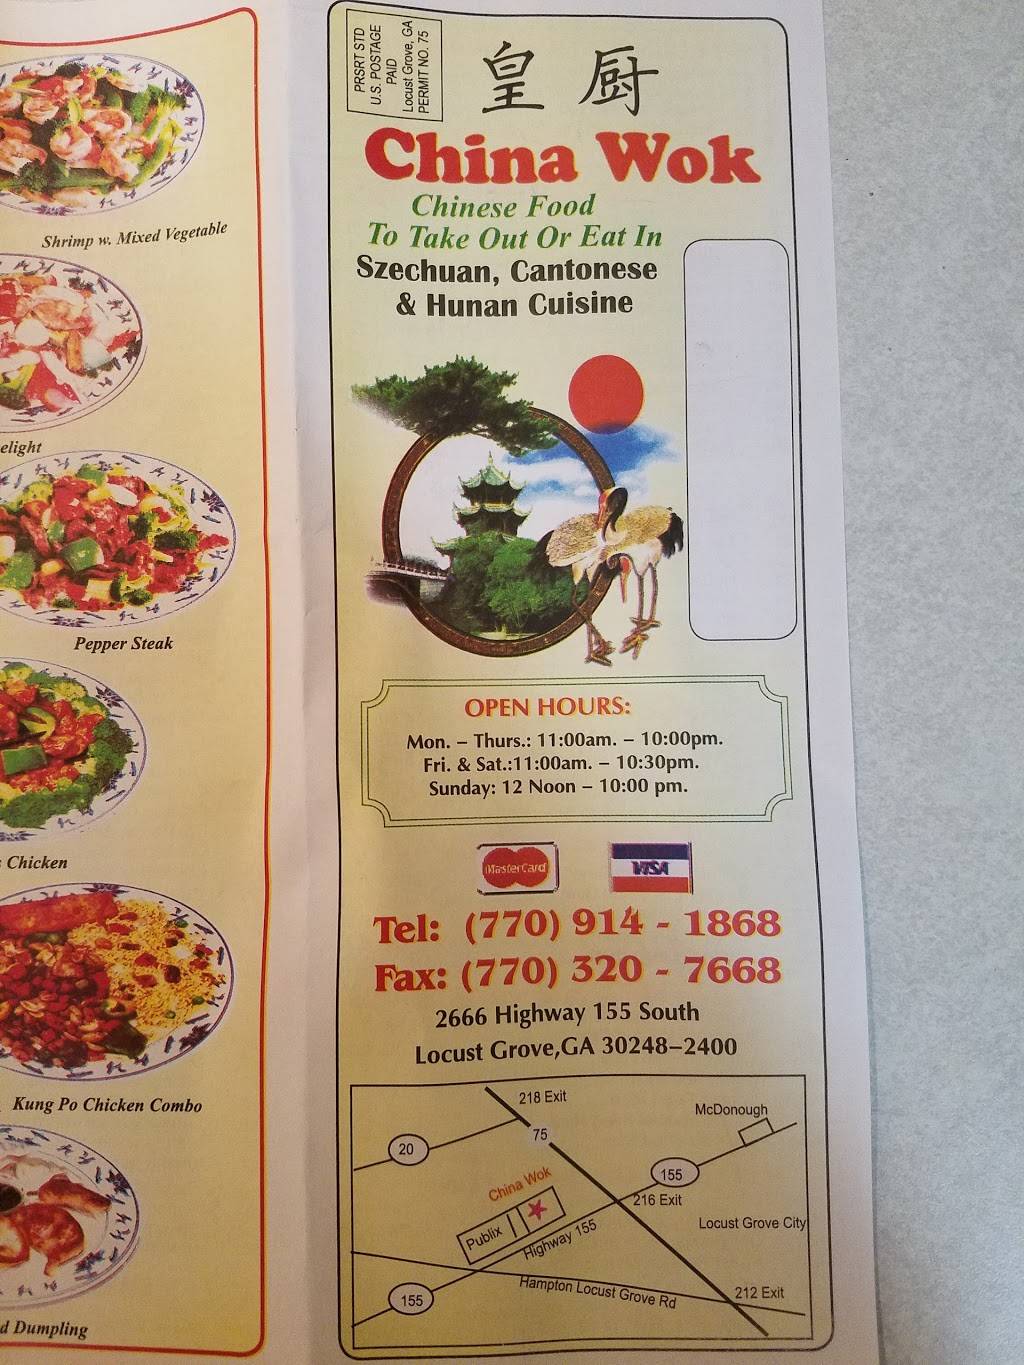 Shrimp w. Mixed Vegetable
elight
Pepper Steak
s Chicken
Kung Po Chicken Combo
d Dumpling
PRSRT STD
U.S. POSTAGE
PAID
Locust Grove, GA
PERMIT NO. 75
皇 厨
China Wok
Chinese Food
To Take Out Or Eat In
Szechuan, Cantonese
& Hunan Cuisine
OPEN HOURS:
Mon. – Thurs.: 11:00am. – 10:00pm.
Fri. & Sat.:11:00am. – 10:30pm.
Sunday: 12 Noon – 10:00 pm.
MasterCard
VISA
Tel: (770) 914 - 1868
Fax: (770) 320 - 7668
2666 Highway 155 South
Locust Grove,GA 30248–2400
218 Exit
McDonough
75
20
155
China Wok
216 Exit
Publix
Locust Grove City
Highway 155
Hampton Locust Grove Rd
212 Exit
155